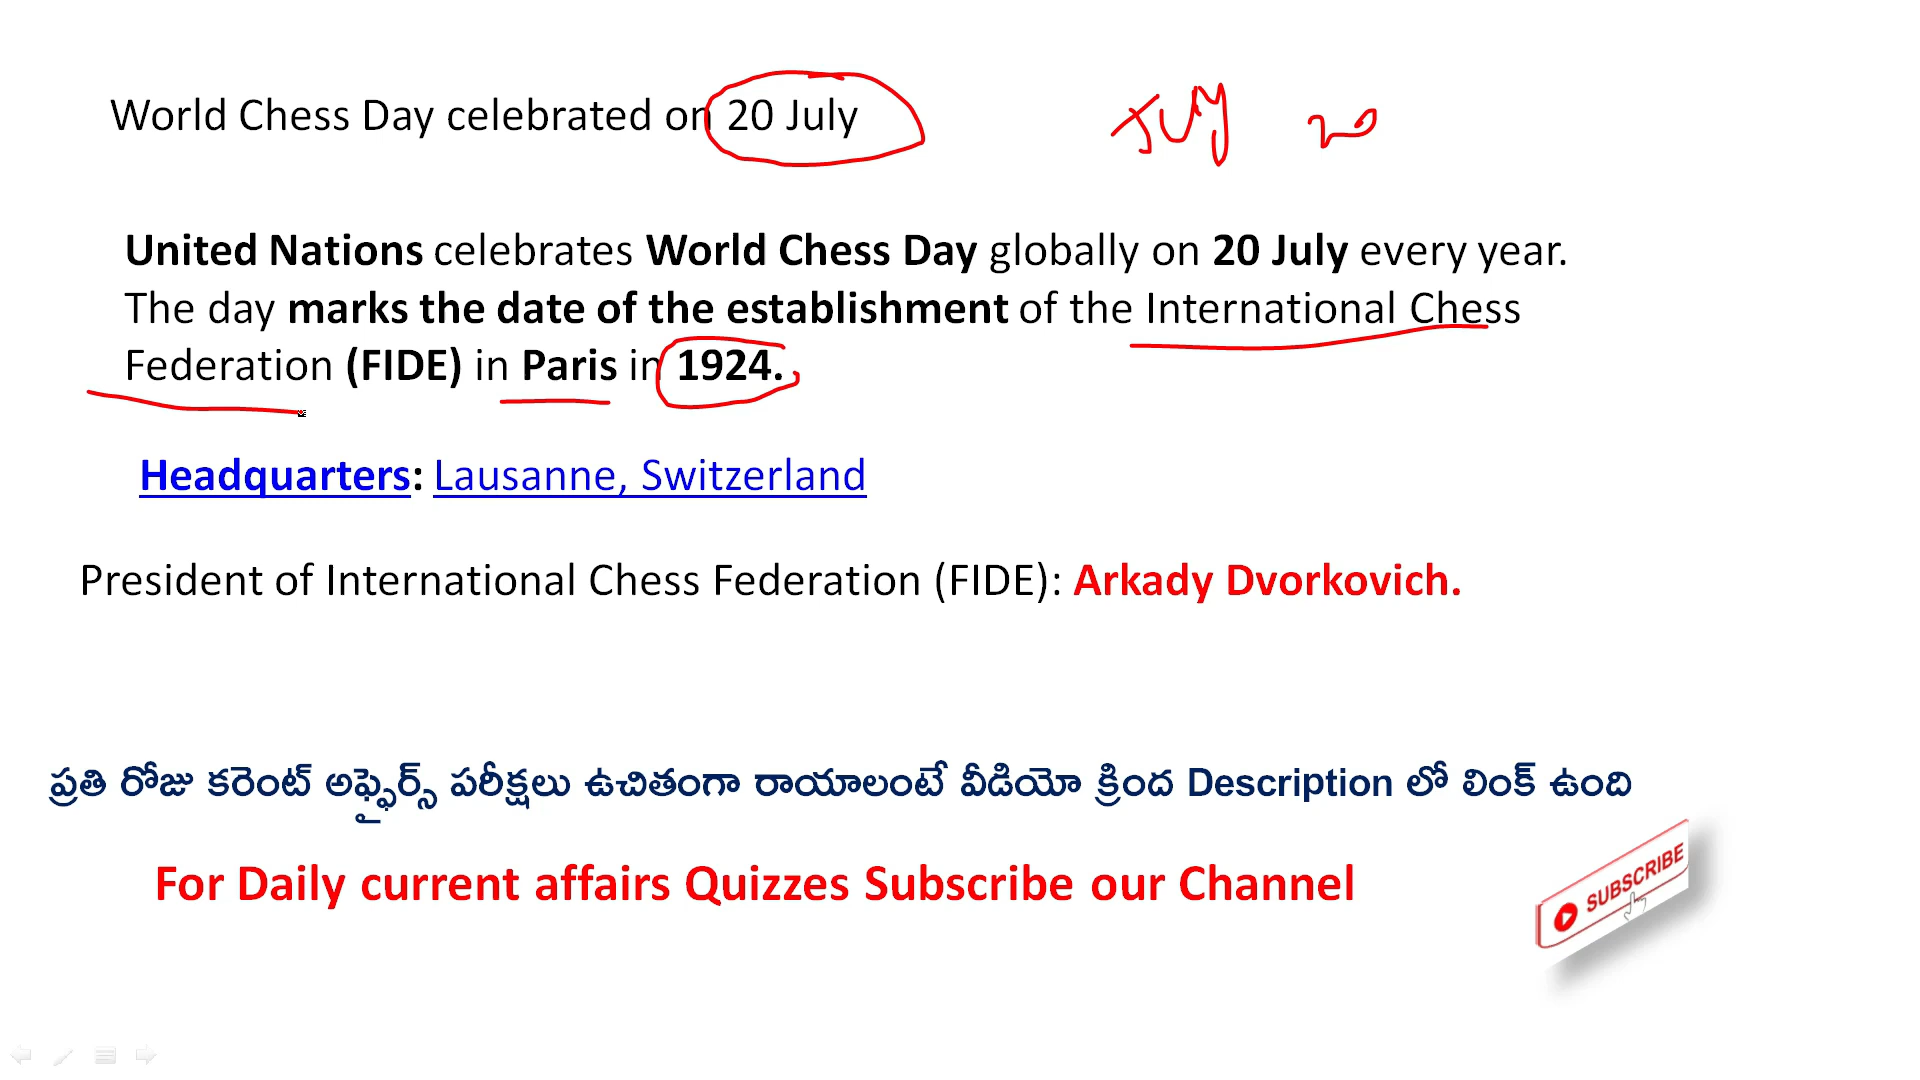 World Chess Day celebrated on 20 July
JULY 20
United Nations celebrates World Chess Day globally on 20 July every year.
The day marks the date of the establishment of the International Chess
Federation (FIDE) in Paris in 1924.
Headquarters: Lausanne, Switzerland
President of International Chess Federation (FIDE): Arkady Dvorkovich.
ప్రతి రోజు కరెంట్ అఫ్ఫైర్స్ పరీక్షలు ఉచితంగా రాయాలంటే వీడియో క్రింద Description లో లింక్ ఉంది
For Daily current affairs Quizzes Subscribe our Channel
SUBSCRIBE